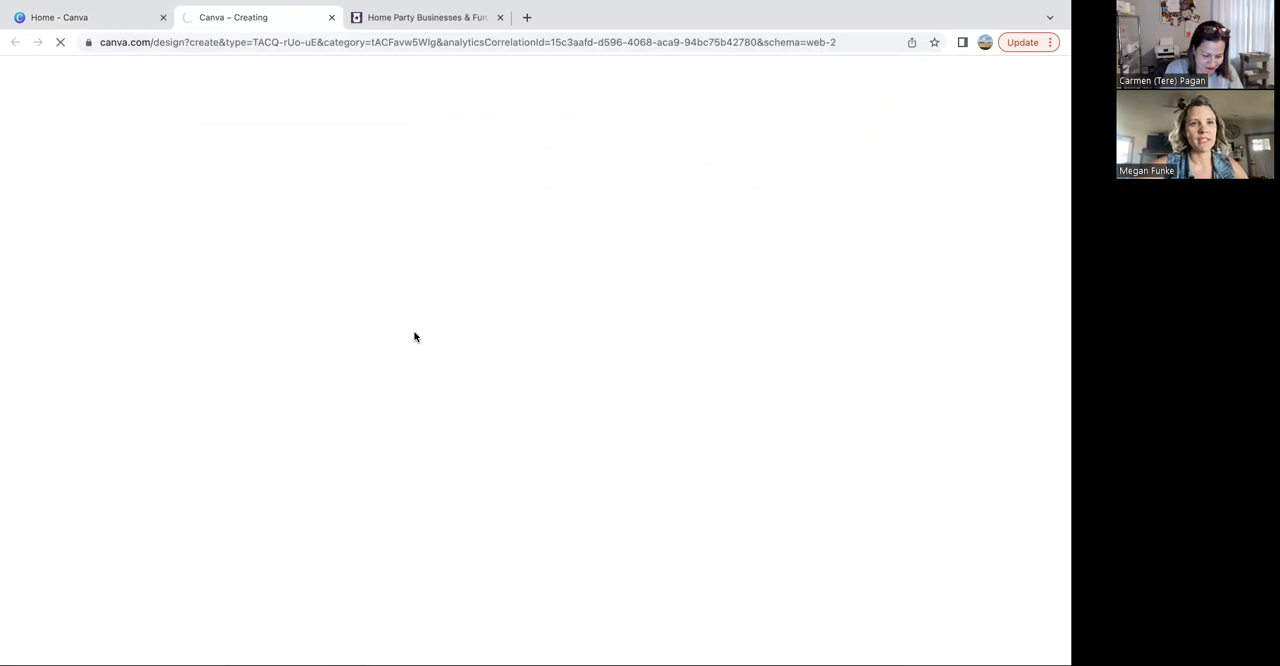 Home - Canva
Canva – Creating
Home Party Businesses & Fun
canva.com/design?create&type=TACQ-rUo-uE&category=tACFavw5Wlg&analyticsCorrelationId=15c3aafd-d596-4068-aca9-94bc75b42780&schema=web-2
Update
Carmen (Tere) Pagan
Megan Funke